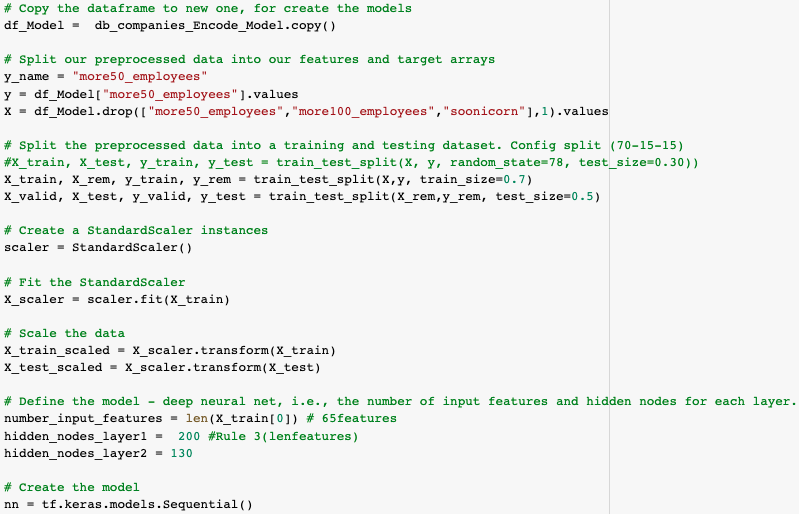 # Copy the dataframe to new one, for create the models
df_Model =  db_companies_Encode_Model.copy()
# Split our preprocessed data into our features and target arrays
y_name = "more50_employees"
y = df_Model["more50_employees"].values
X = df_Model.drop(["more50_employees","more100_employees","soonicorn"],1).values
# Split the preprocessed data into a training and testing dataset. Config split (70-15-15)
#X_train, X_test, y_train, y_test = train_test_split(X, y, random_state=78, test_size=0.30))
X_train, X_rem, y_train, y_rem = train_test_split(X,y, train_size=0.7)
X_valid, X_test, y_valid, y_test = train_test_split(X_rem,y_rem, test_size=0.5)
# Create a StandardScaler instances
scaler = StandardScaler()
# Fit the StandardScaler
X_scaler = scaler.fit(X_train)
# Scale the data
X_train_scaled = X_scaler.transform(X_train)
X_test_scaled = X_scaler.transform(X_test)
# Define the model - deep neural net, i.e., the number of input features and hidden nodes for each layer.
number_input_features = len(X_train[0]) # 65features
hidden_nodes_layer1 =  200 #Rule 3(lenfeatures)
hidden_nodes_layer2 = 130
# Create the model
nn = tf.keras.models.Sequential()